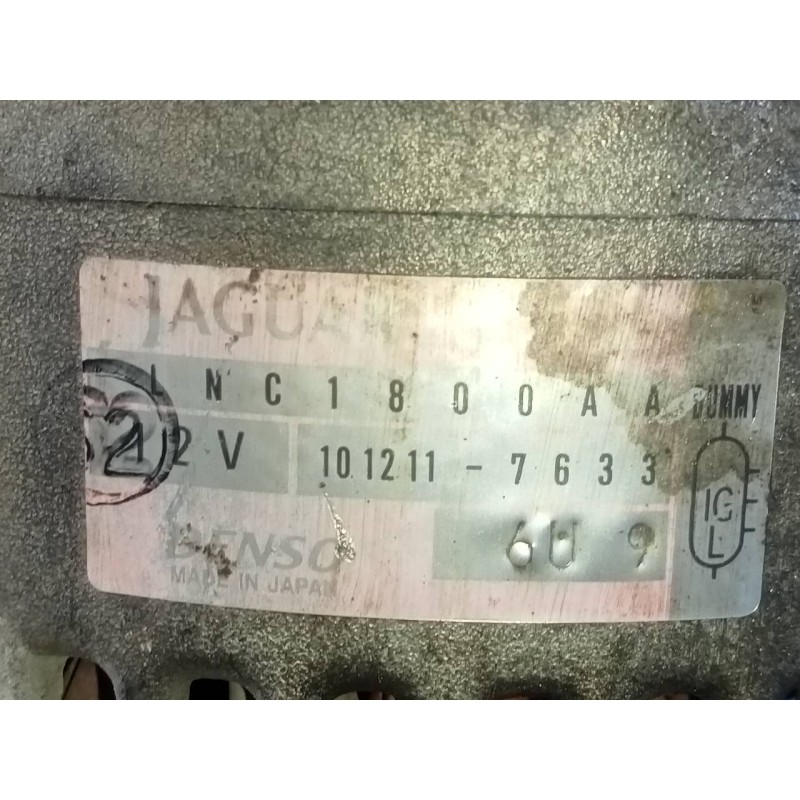 JAGUAR
LNC1800AA DUMMY
12V 101211-7633
IG
L
DENSO 6U 9
MADE IN JAPAN